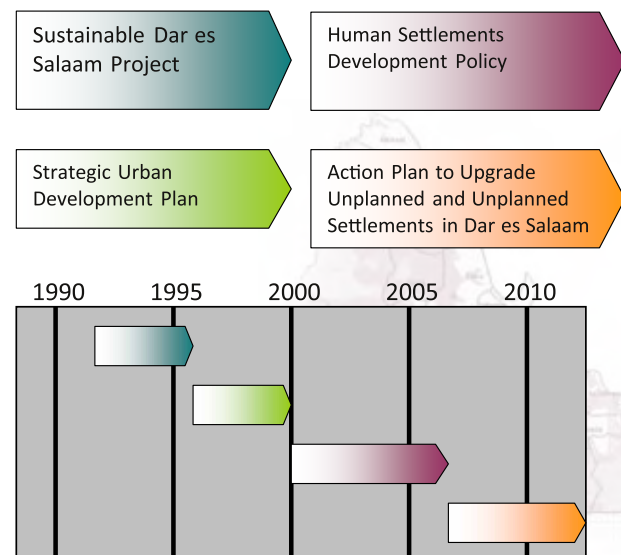 Sustainable Dar es
Salaam Project
Human Settlements
Development Policy
Strategic Urban
Development Plan
Action Plan to Upgrade
Unplanned and Unplanned
Settlements in Dar es Salaam
1990 1995 2000 2005 2010